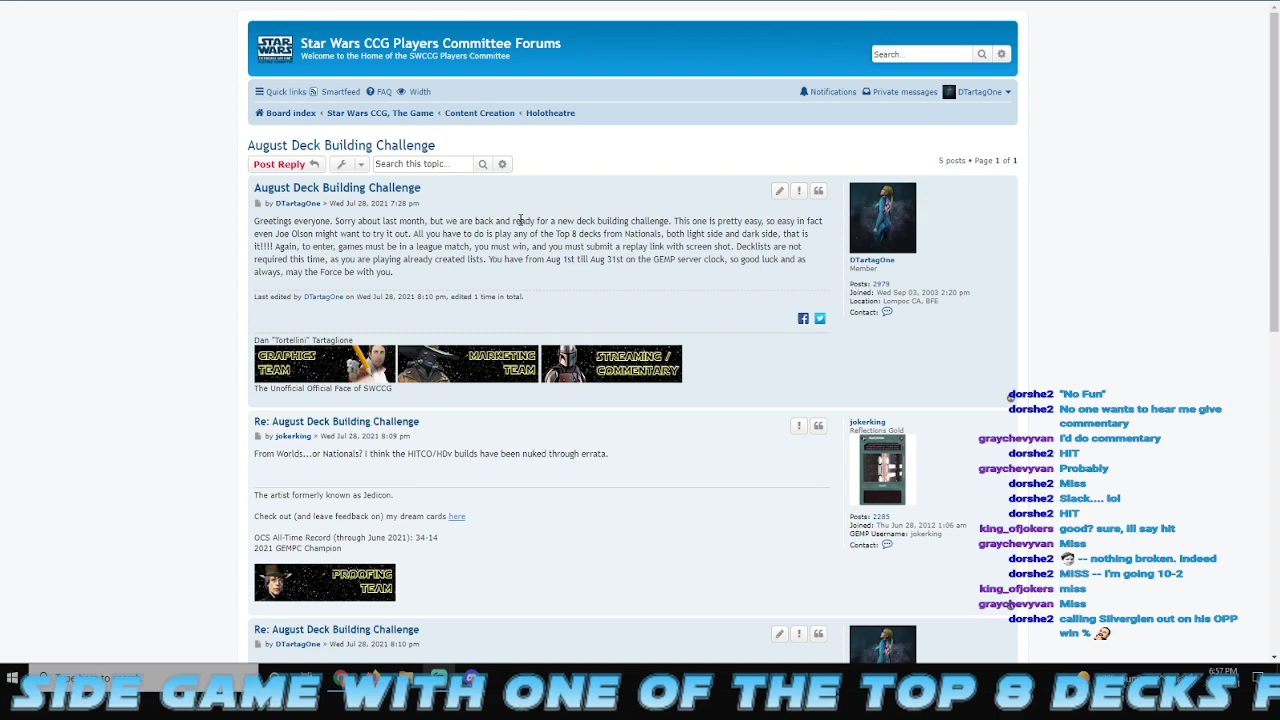 STAR
WARS
Star Wars CCG Players Committee Forums
Welcome to the Home of the SWCCG Players Committee
Search...
Quick links Smartfeed FAQ Width
Notifications Private messages DTartagOne
Board index ‹ Star Wars CCG, The Game ‹ Content Creation ‹ Holotheatre
August Deck Building Challenge
Post Reply Search this topic...
5 posts • Page 1 of 1
August Deck Building Challenge
by DTartagOne » Wed Jul 28, 2021 7:28 pm
Greetings everyone. Sorry about last month, but we are back and ready for a new deck building challenge. This one is pretty easy, so easy in fact
even Joe Olson might want to try it out. All you have to do is play any of the Top 8 decks from Nationals, both light side and dark side, that is
it!!!! Again, to enter, games must be in a league match, you must win, and you must submit a replay link with screen shot. Decklists are not
required this time, as you are playing already created lists. You have from Aug 1st till Aug 31st on the GEMP server clock, so good luck and as
always, may the Force be with you.
Last edited by DTartagOne on Wed Jul 28, 2021 8:10 pm, edited 1 time in total.
DTartagOne
Member
Posts: 2979
Joined: Wed Sep 03, 2003 2:20 pm
Location: Lompoc CA, BFE
Contact:
Dan "Tortellini" Tartaglione
GRAPHICS
TEAM
MARKETING
TEAM
STREAMING /
COMMENTARY
The Unofficial Official Face of SWCCG
Re: August Deck Building Challenge
by jokerking » Wed Jul 28, 2021 8:09 pm
From Worlds...or Nationals? I think the HITCO/HDv builds have been nuked through errata.
The artist formerly known as Jedicon.
Check out (and leave feedback on) my dream cards here
OCS All-Time Record (through June 2021): 34-14
2021 GEMPC Champion
PROOFING
TEAM
jokerking
Reflections Gold
Posts: 2285
Joined: Thu Jun 28, 2012 1:06 am
GEMP Username: jokerking
Contact:
Re: August Deck Building Challenge
by DTartagOne » Wed Jul 28, 2021 8:10 pm
dorshe2 "No Fun"
dorshe2 No one wants to hear me give
commentary
graychevyvan I'd do commentary
dorshe2 HIT
graychevyvan Probably
dorshe2 Miss
dorshe2 Slack.... lol
dorshe2 HIT
king_ofjokers good? sure, ill say hit
graychevyvan Miss
dorshe2 -- nothing broken. indeed
dorshe2 MISS -- I'm going 10-2
king_ofjokers miss
graychevyvan Miss
dorshe2 calling Silverglen out on his OPP
win %
6:57 PM
SIDE GAME WITH ONE OF THE TOP 8 DECKS F